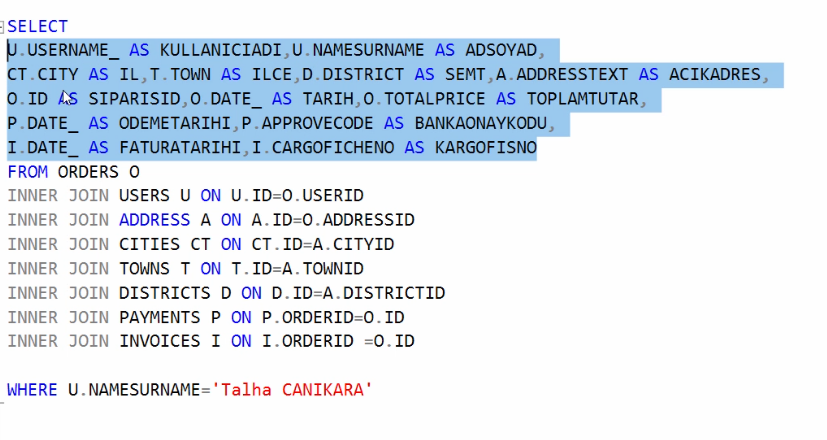 SELECT
U.USERNAME_ AS KULLANICIADI,U.NAMESURNAME AS ADSOYAD,
CT.CITY AS IL,T.TOWN AS ILCE,D.DISTRICT AS SEMT,A.ADDRESSTEXT AS ACIKADRES,
O.ID AS SIPARISID,O.DATE_ AS TARIH,O.TOTALPRICE AS TOPLAMTUTAR,
P.DATE_ AS ODEMETARIHI,P.APPROVECODE AS BANKAONAYKODU,
I.DATE_ AS FATURATARIHI,I.CARGOFICHENO AS KARGOFISNO
FROM ORDERS O
INNER JOIN USERS U ON U.ID=O.USERID
INNER JOIN ADDRESS A ON A.ID=O.ADDRESSID
INNER JOIN CITIES CT ON CT.ID=A.CITYID
INNER JOIN TOWNS T ON T.ID=A.TOWNID
INNER JOIN DISTRICTS D ON D.ID=A.DISTRICTID
INNER JOIN PAYMENTS P ON P.ORDERID=O.ID
INNER JOIN INVOICES I ON I.ORDERID =O.ID
WHERE U.NAMESURNAME='Talha CANIKARA'